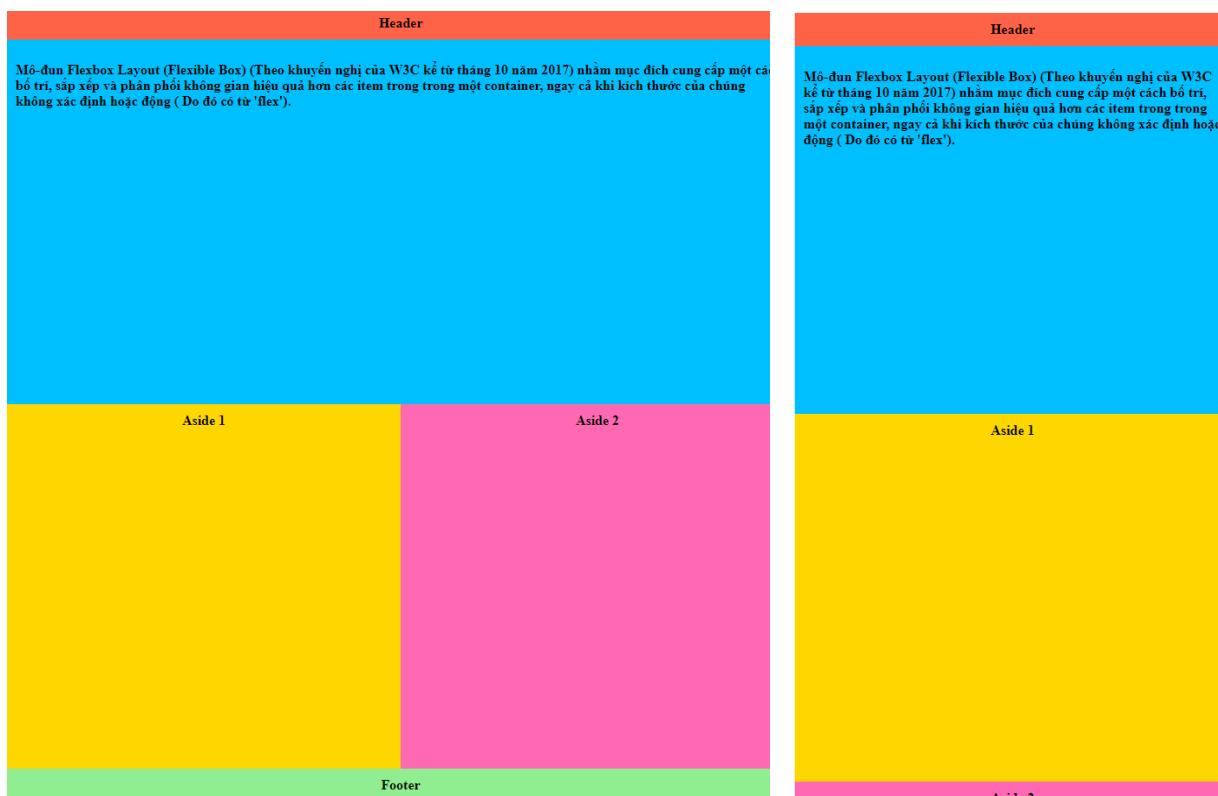 Header
Mô-đun Flexbox Layout (Flexible Box) (Theo khuyến nghị của W3C kể từ tháng 10 năm 2017) nhằm mục đích cung cấp một
bố trí, sắp xếp và phân phối không gian hiệu quả hơn các item trong trong một container, ngay cả khi kích thước của chúng
không xác định hoặc động ( Do đó có từ 'flex').
Aside 1
Aside 2
Footer
Header
Mô-đun Flexbox Layout (Flexible Box) (Theo khuyến nghị của W3C
kể từ tháng 10 năm 2017) nhằm mục đích cung cấp một cách bố trí,
sắp xếp và phân phối không gian hiệu quả hơn các item trong trong
một container, ngay cả khi kích thước của chúng không xác định hoặc
động ( Do đó có từ 'flex').
Aside 1